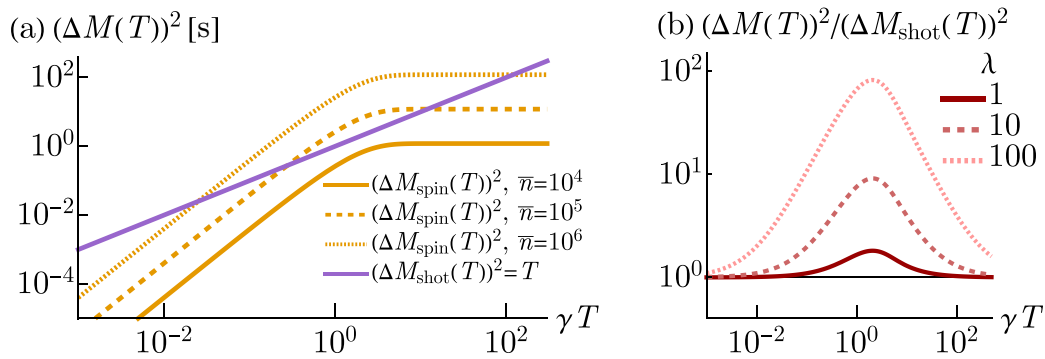 (a) (ΔM(T))² [s]
10²
10⁰
10⁻²
10⁻⁴
(ΔM_spin(T))², n̅=10⁴
(ΔM_spin(T))², n̅=10⁵
(ΔM_spin(T))², n̅=10⁶
(ΔM_shot(T))²=T
10⁻² 10⁰ 10² γT
(b) (ΔM(T))²/(ΔM_shot(T))²
λ
1
10
100
10²
10¹
10⁰
10⁻² 10⁰ 10² γT